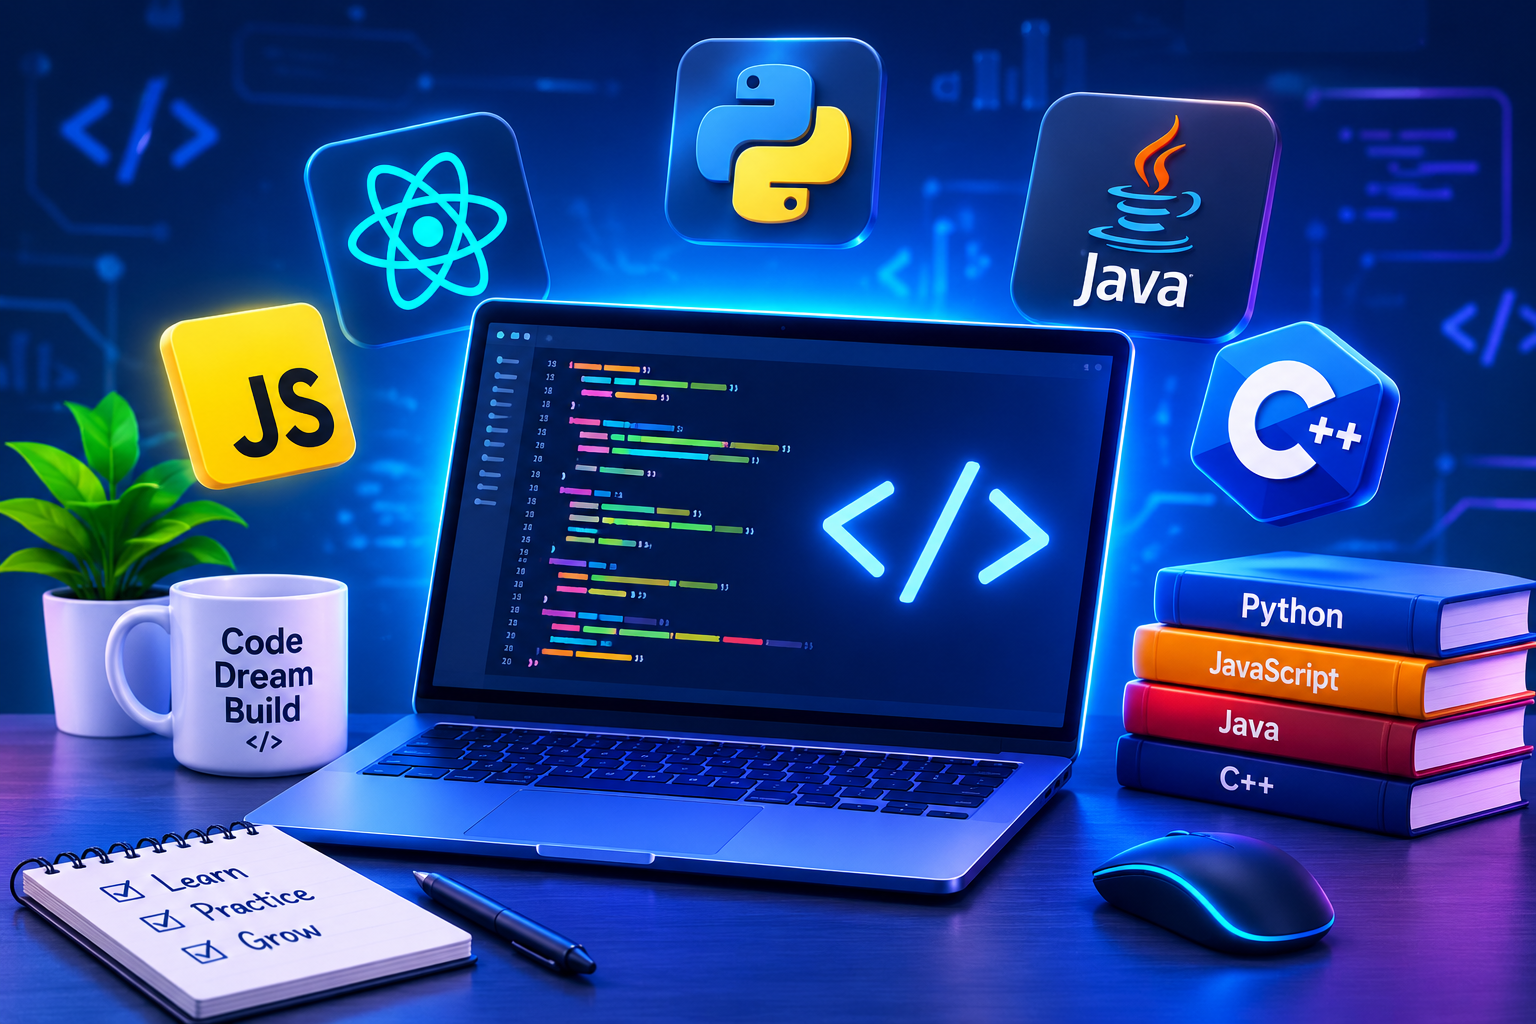 Java
JS
C++
</>
Code
Dream
Build
</>
Python
JavaScript
Java
C++
Learn
Practice
Grow